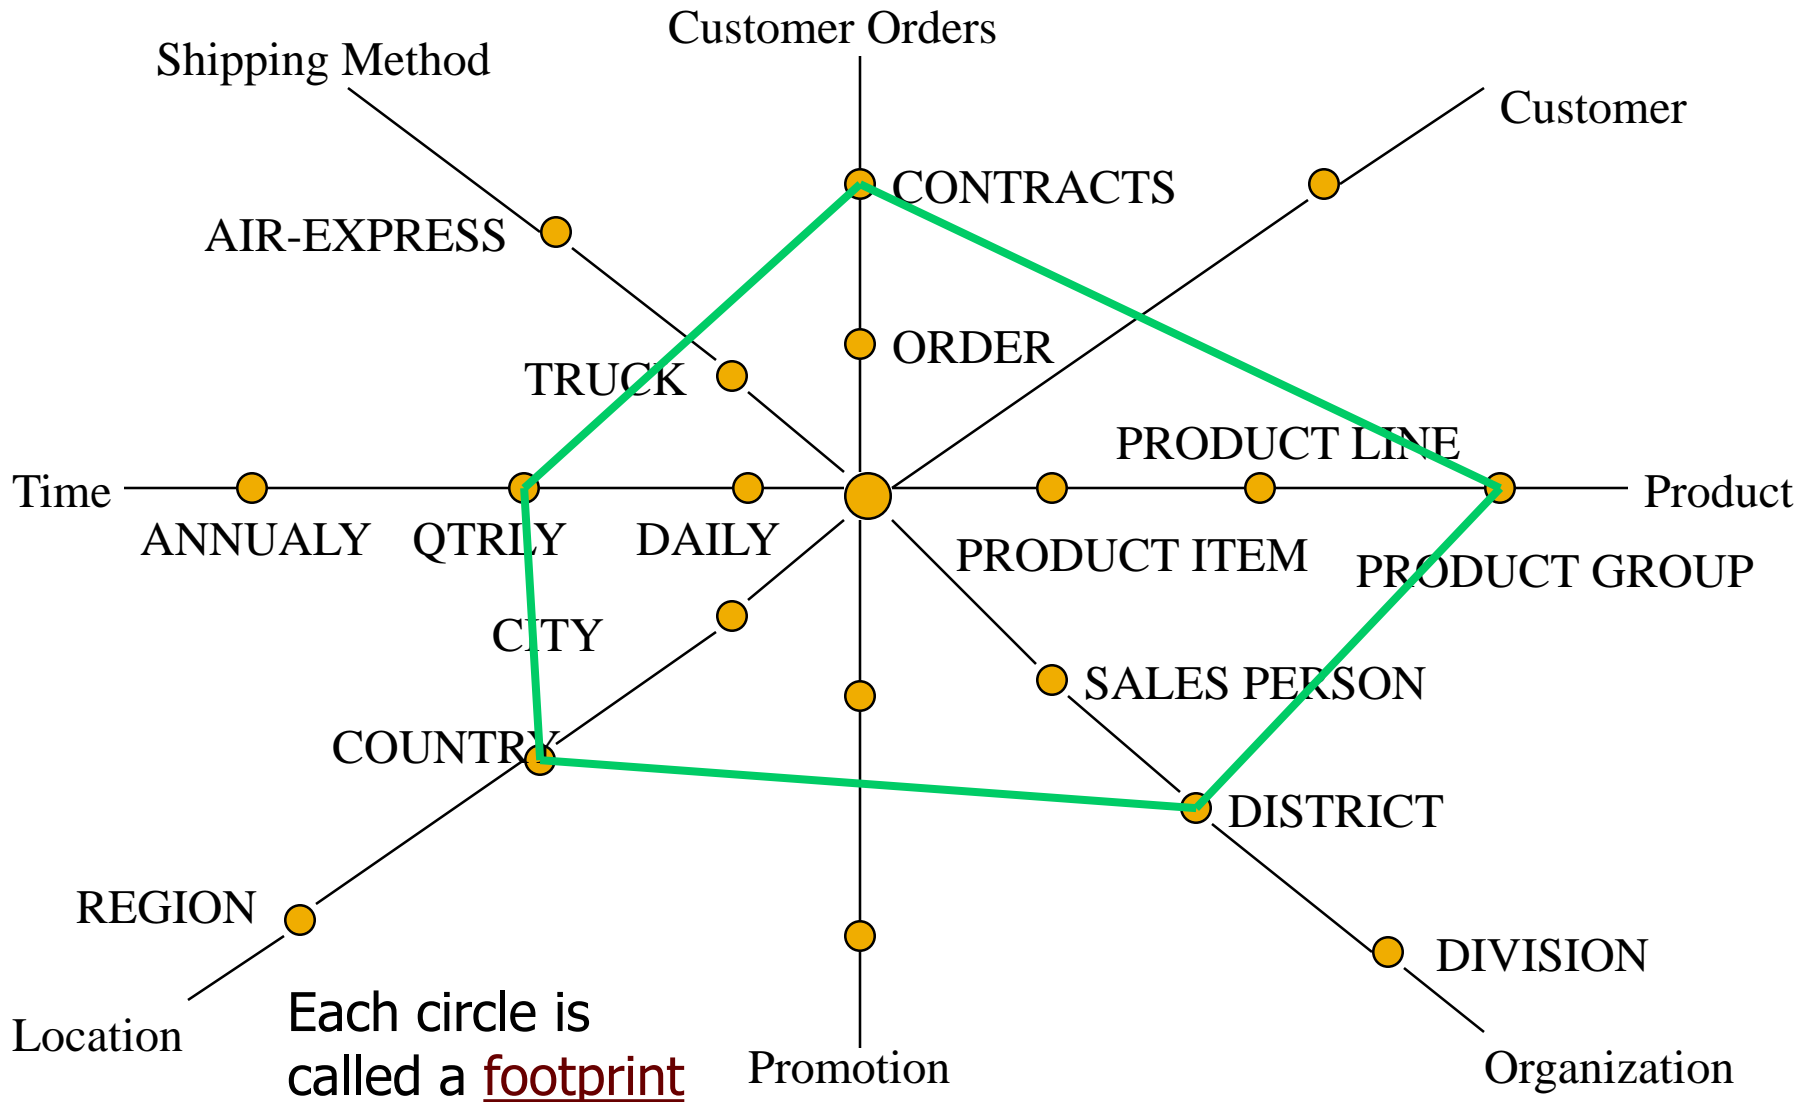 Customer Orders
Shipping Method
Customer
CONTRACTS
AIR-EXPRESS
ORDER
TRUCK
PRODUCT LINE
Time
Product
ANNUALY
QTRLY
DAILY
PRODUCT ITEM
PRODUCT GROUP
CITY
SALES PERSON
COUNTRY
DISTRICT
REGION
DIVISION
Location
Each circle is
called a footprint
Promotion
Organization